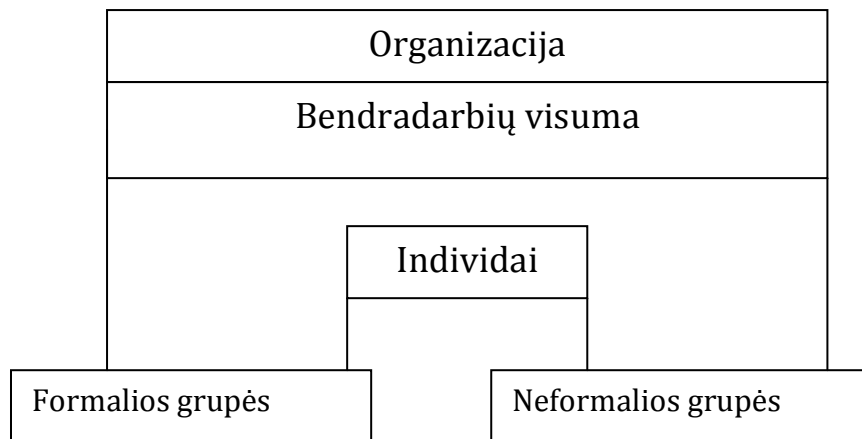 Organizacija
Bendradarbių visuma
Individai
Formalios grupės
Neformalios grupės